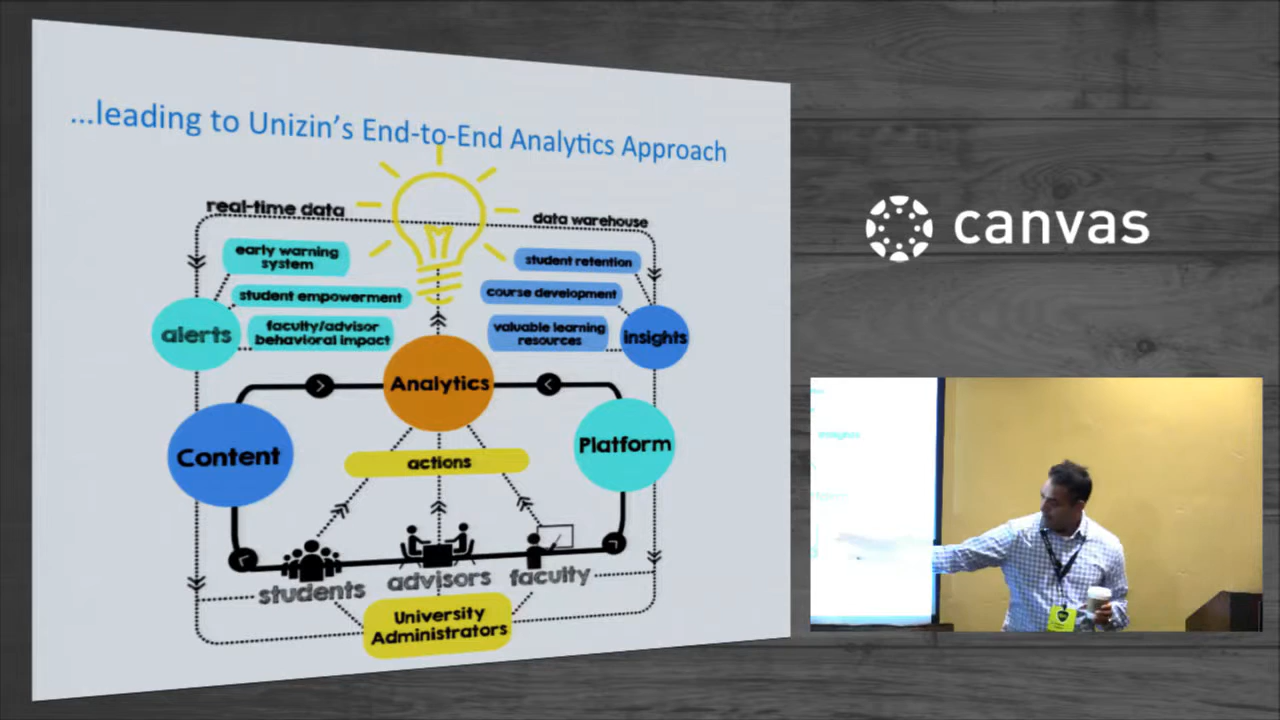 ...leading to Unizin's End-to-End Analytics Approach
real-time data
data warehouse
early warning
system
student empowerment
faculty/advisor
behavioral impact
alerts
student retention
course development
valuable learning
resources
insights
Analytics
Content
Platform
actions
students
advisors
faculty
University
Administrators
canvas
insights